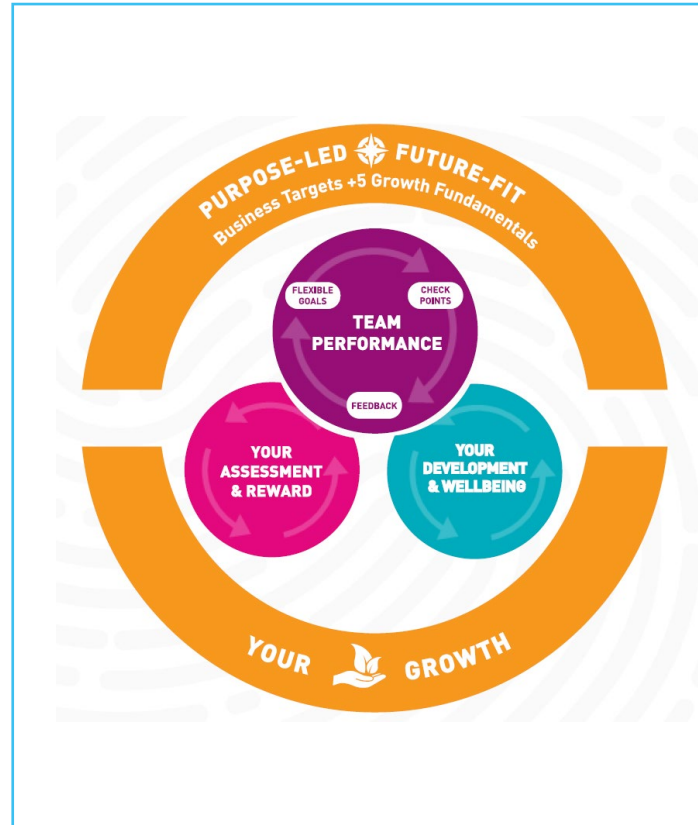 PURPOSE-LED FUTURE-FIT
Business Targets +5 Growth Fundamentals
FLEXIBLE
GOALS
CHECK
POINTS
TEAM
PERFORMANCE
FEEDBACK
YOUR
ASSESSMENT
& REWARD
YOUR
DEVELOPMENT
& WELLBEING
YOUR GROWTH